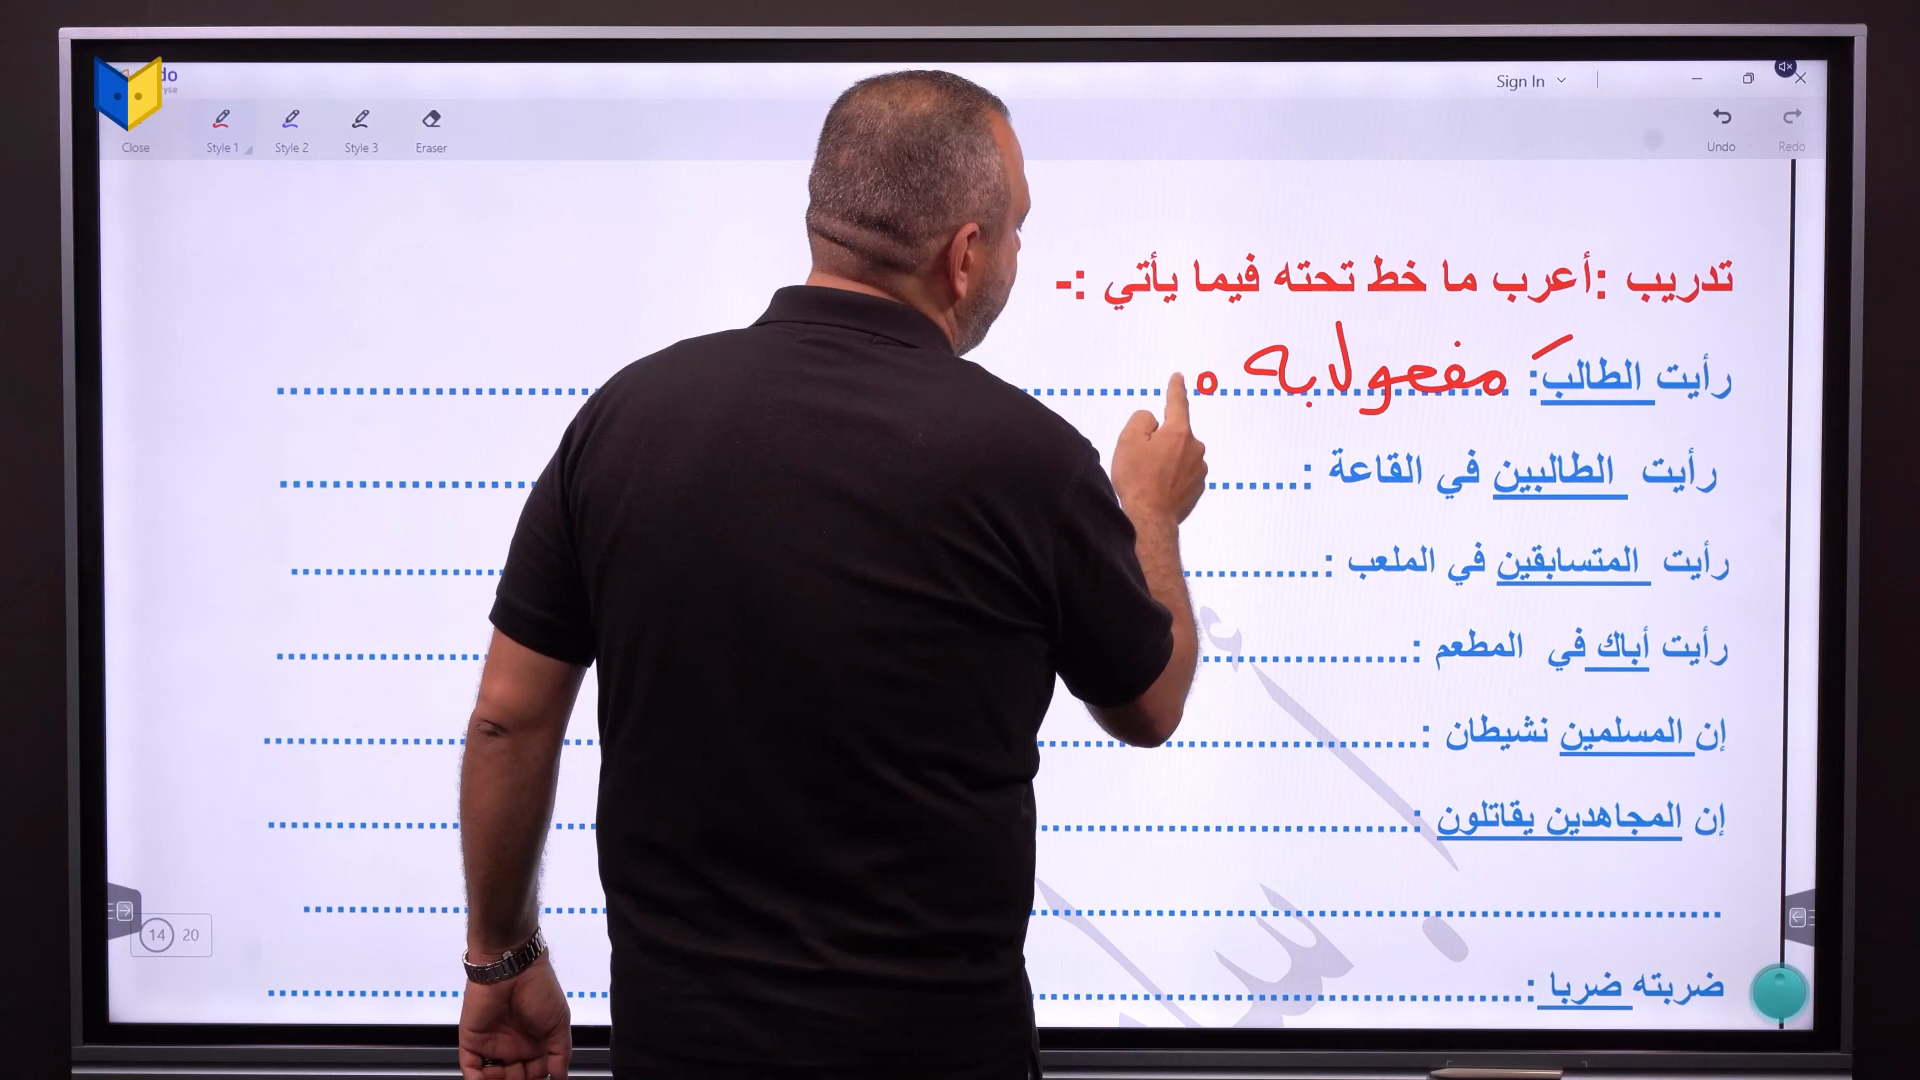 Sign In
Close
Style 1
Style 2
Style 3
Eraser
Undo
Redo
تدريب :أعرب ما خط تحته فيما يأتي :-
رأيت الطالب: مفعول به
رأيت الطالبين في القاعة :
رأيت المتسابقين في الملعب :
رأيت أباك في المطعم :
إن المسلمين نشيطان :
إن المجاهدين يقاتلون :
ضربته ضربا :
14 20